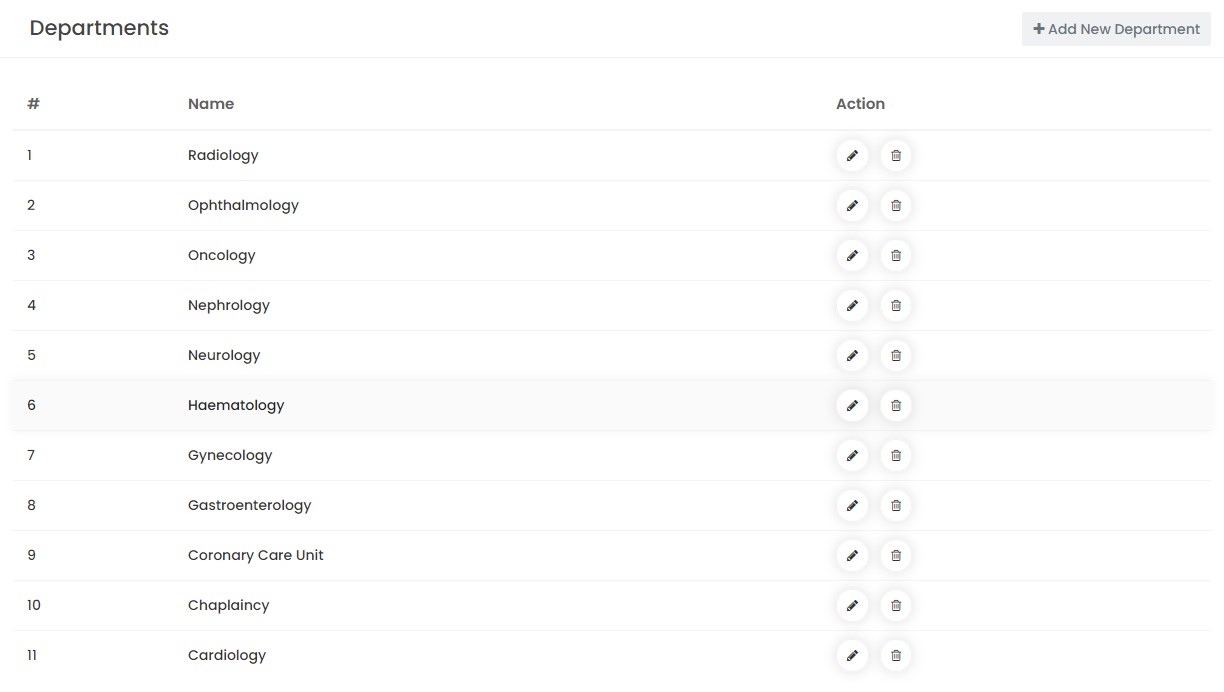 Departments
Add New Department
# Name Action
1 Radiology
2 Ophthalmology
3 Oncology
4 Nephrology
5 Neurology
6 Haematology
7 Gynecology
8 Gastroenterology
9 Coronary Care Unit
10 Chaplaincy
11 Cardiology